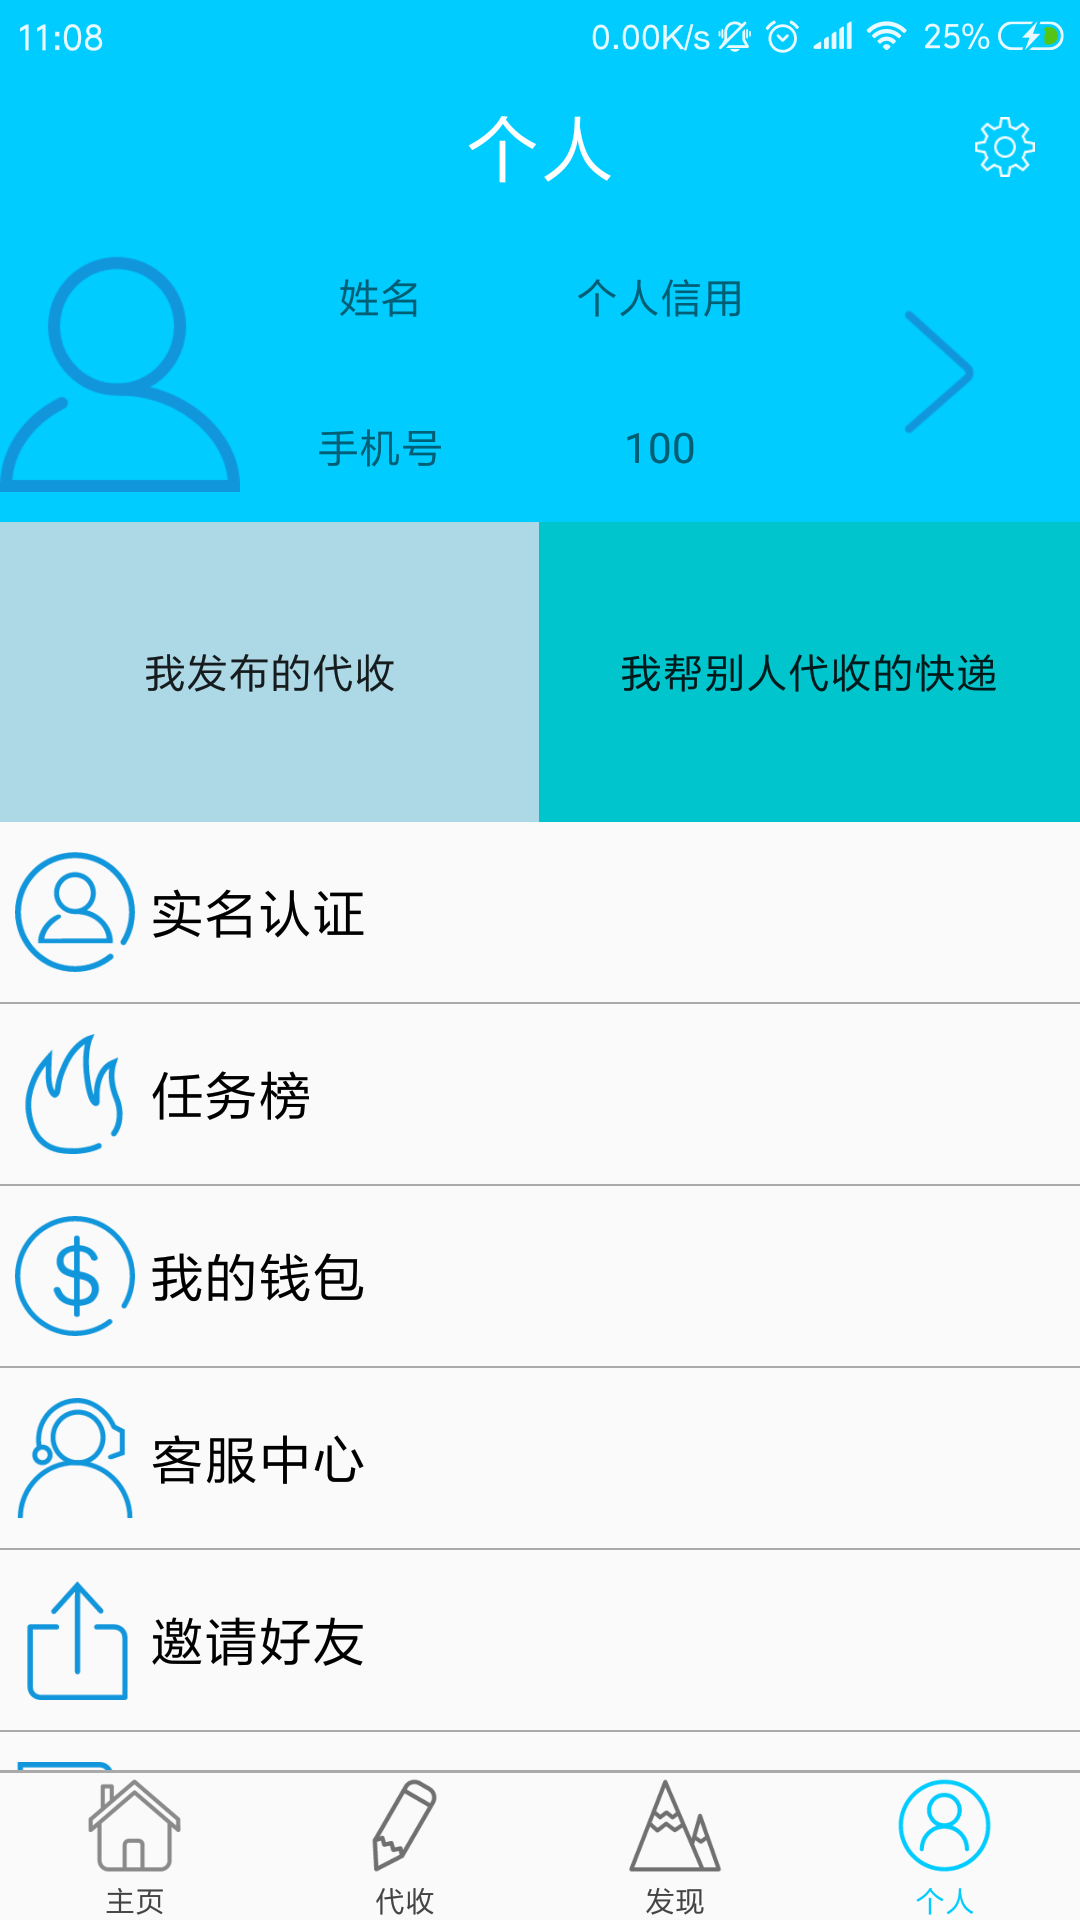 11:08 0.00K/s 25%
个人
姓名 个人信用
手机号 100
我发布的代收 我帮别人代收的快递
实名认证
任务榜
我的钱包
客服中心
邀请好友
主页 代收 发现 个人